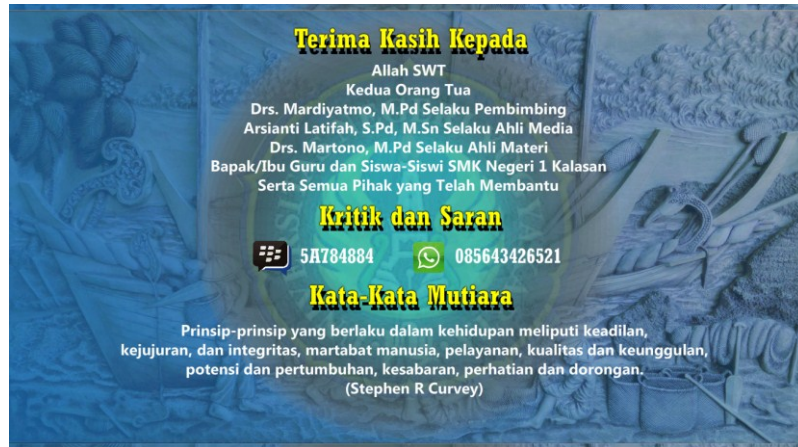 Terima Kasih Kepada
Allah SWT
Kedua Orang Tua
Drs. Mardiyatmo, M.Pd Selaku Pembimbing
Arsianti Latifah, S.Pd, M.Sn Selaku Ahli Media
Drs. Martono, M.Pd Selaku Ahli Materi
Bapak/Ibu Guru dan Siswa-Siswi SMK Negeri 1 Kalasan
Serta Semua Pihak yang Telah Membantu
Kritik dan Saran
5A784884 085643426521
Kata-Kata Mutiara
Prinsip-prinsip yang berlaku dalam kehidupan meliputi keadilan,
kejujuran, dan integritas, martabat manusia, pelayanan, kualitas dan keunggulan,
potensi dan pertumbuhan, kesabaran, perhatian dan dorongan.
(Stephen R Curvey)